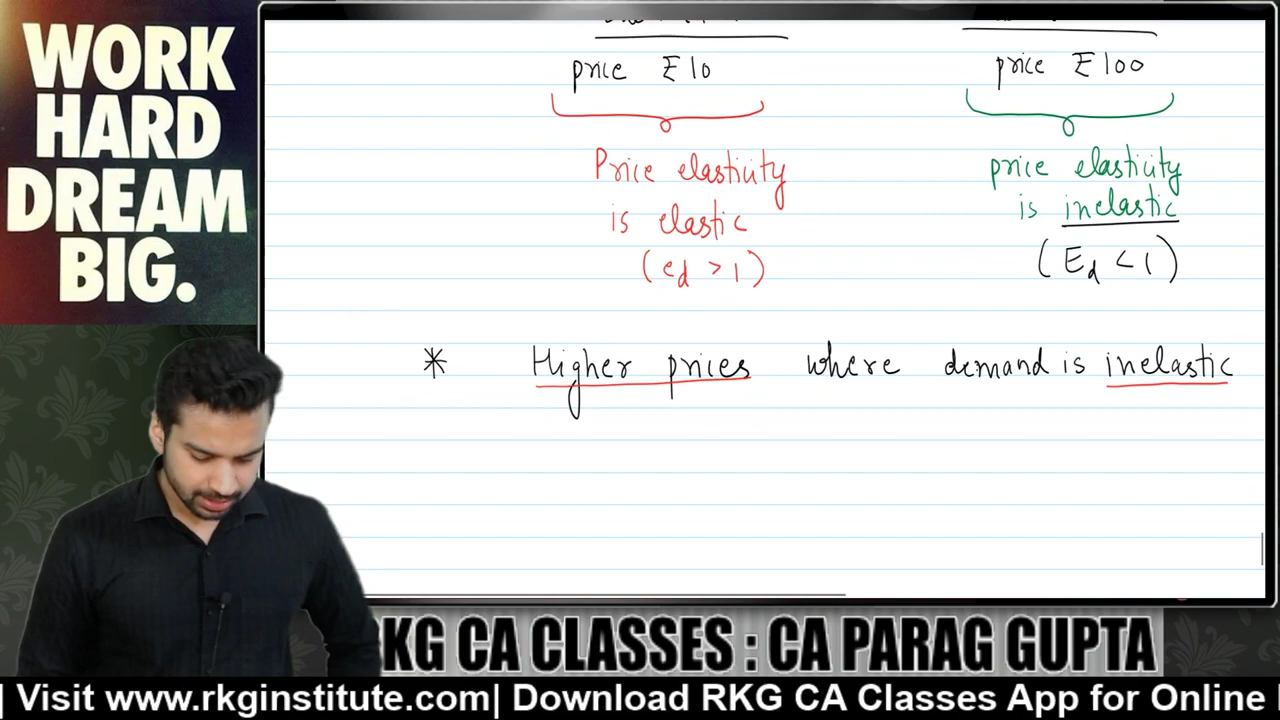 WORK
HARD
DREAM
BIG.
price ₹10
price ₹100
Price elasticity
is elastic
(ed > 1)
price elasticity
is inelastic
(Ed < 1)
* Higher prices where demand is inelastic
KG CA CLASSES : CA PARAG GUPTA
| Visit www.rkginstitute.com| Download RKG CA Classes App for Online